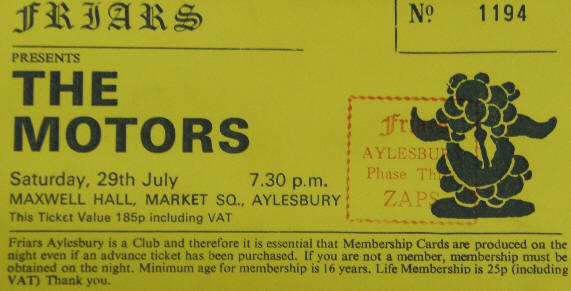 FRIARS
Nº 1194
PRESENTS
THE
MOTORS
Saturday, 29th July 7.30 p.m.
MAXWELL HALL, MARKET SQ., AYLESBURY
This Ticket Value 185p including VAT
Friars
AYLESBU
Phase Th
ZAPS
Friars Aylesbury is a Club and therefore it is essential that Membership Cards are produced on the
night even if an advance ticket has been purchased. If you are not a member, membership must be
obtained on the night. Minimum age for membership is 16 years. Life Membership is 25p (including
VAT) Thank you.